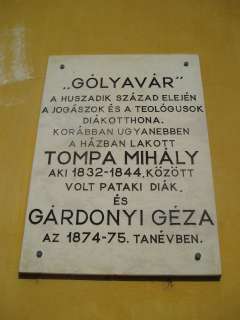 „GÓLYAVÁR"
A HUSZADIK SZÁZAD ELEJÉN
A JOGÁSZOK ÉS A TEOLÓGUSOK
DIÁKOTTHONA.
KORÁBBAN UGYANEBBEN
A HÁZBAN LAKOTT
TOMPA MIHÁLY
AKI 1832-1844. KÖZÖTT
VOLT PATAKI DIÁK,
ÉS
GÁRDONYI GÉZA
AZ 1874-75. TANÉVBEN.